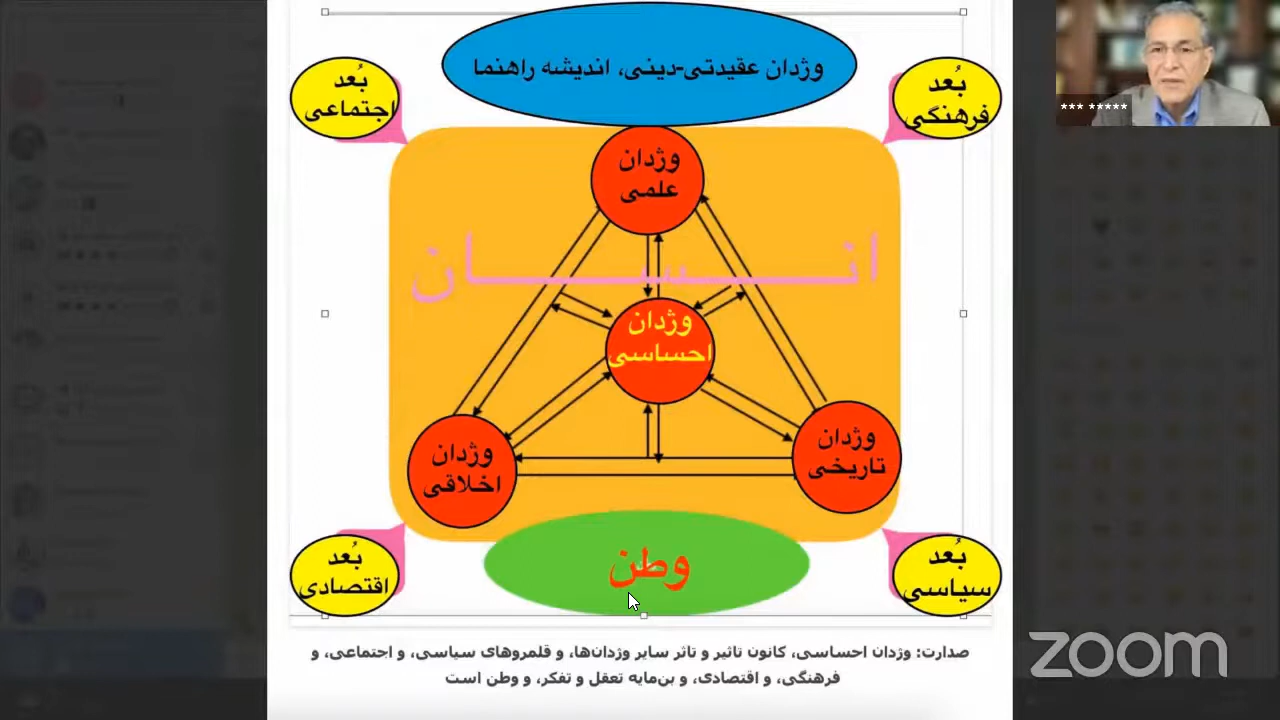 وژدان عقیدتی-دینی، اندیشه راهنما
بُعد
فرهنگی
بُعد
اجتماعی
*** *****
وژدان
علمی
انـــســـان
وژدان
احساسی
وژدان
تاریخی
وژدان
اخلاقی
وطن
بُعد
سیاسی
بُعد
اقتصادی
صدارت: وژدان احساسی، کانون تاثیر و تاثر سایر وژدان‌ها، و قلمروهای سیاسی، و اجتماعی، و
فرهنگی، و اقتصادی، و بن‌مایه تعقل و تفکر، و وطن است
zoom